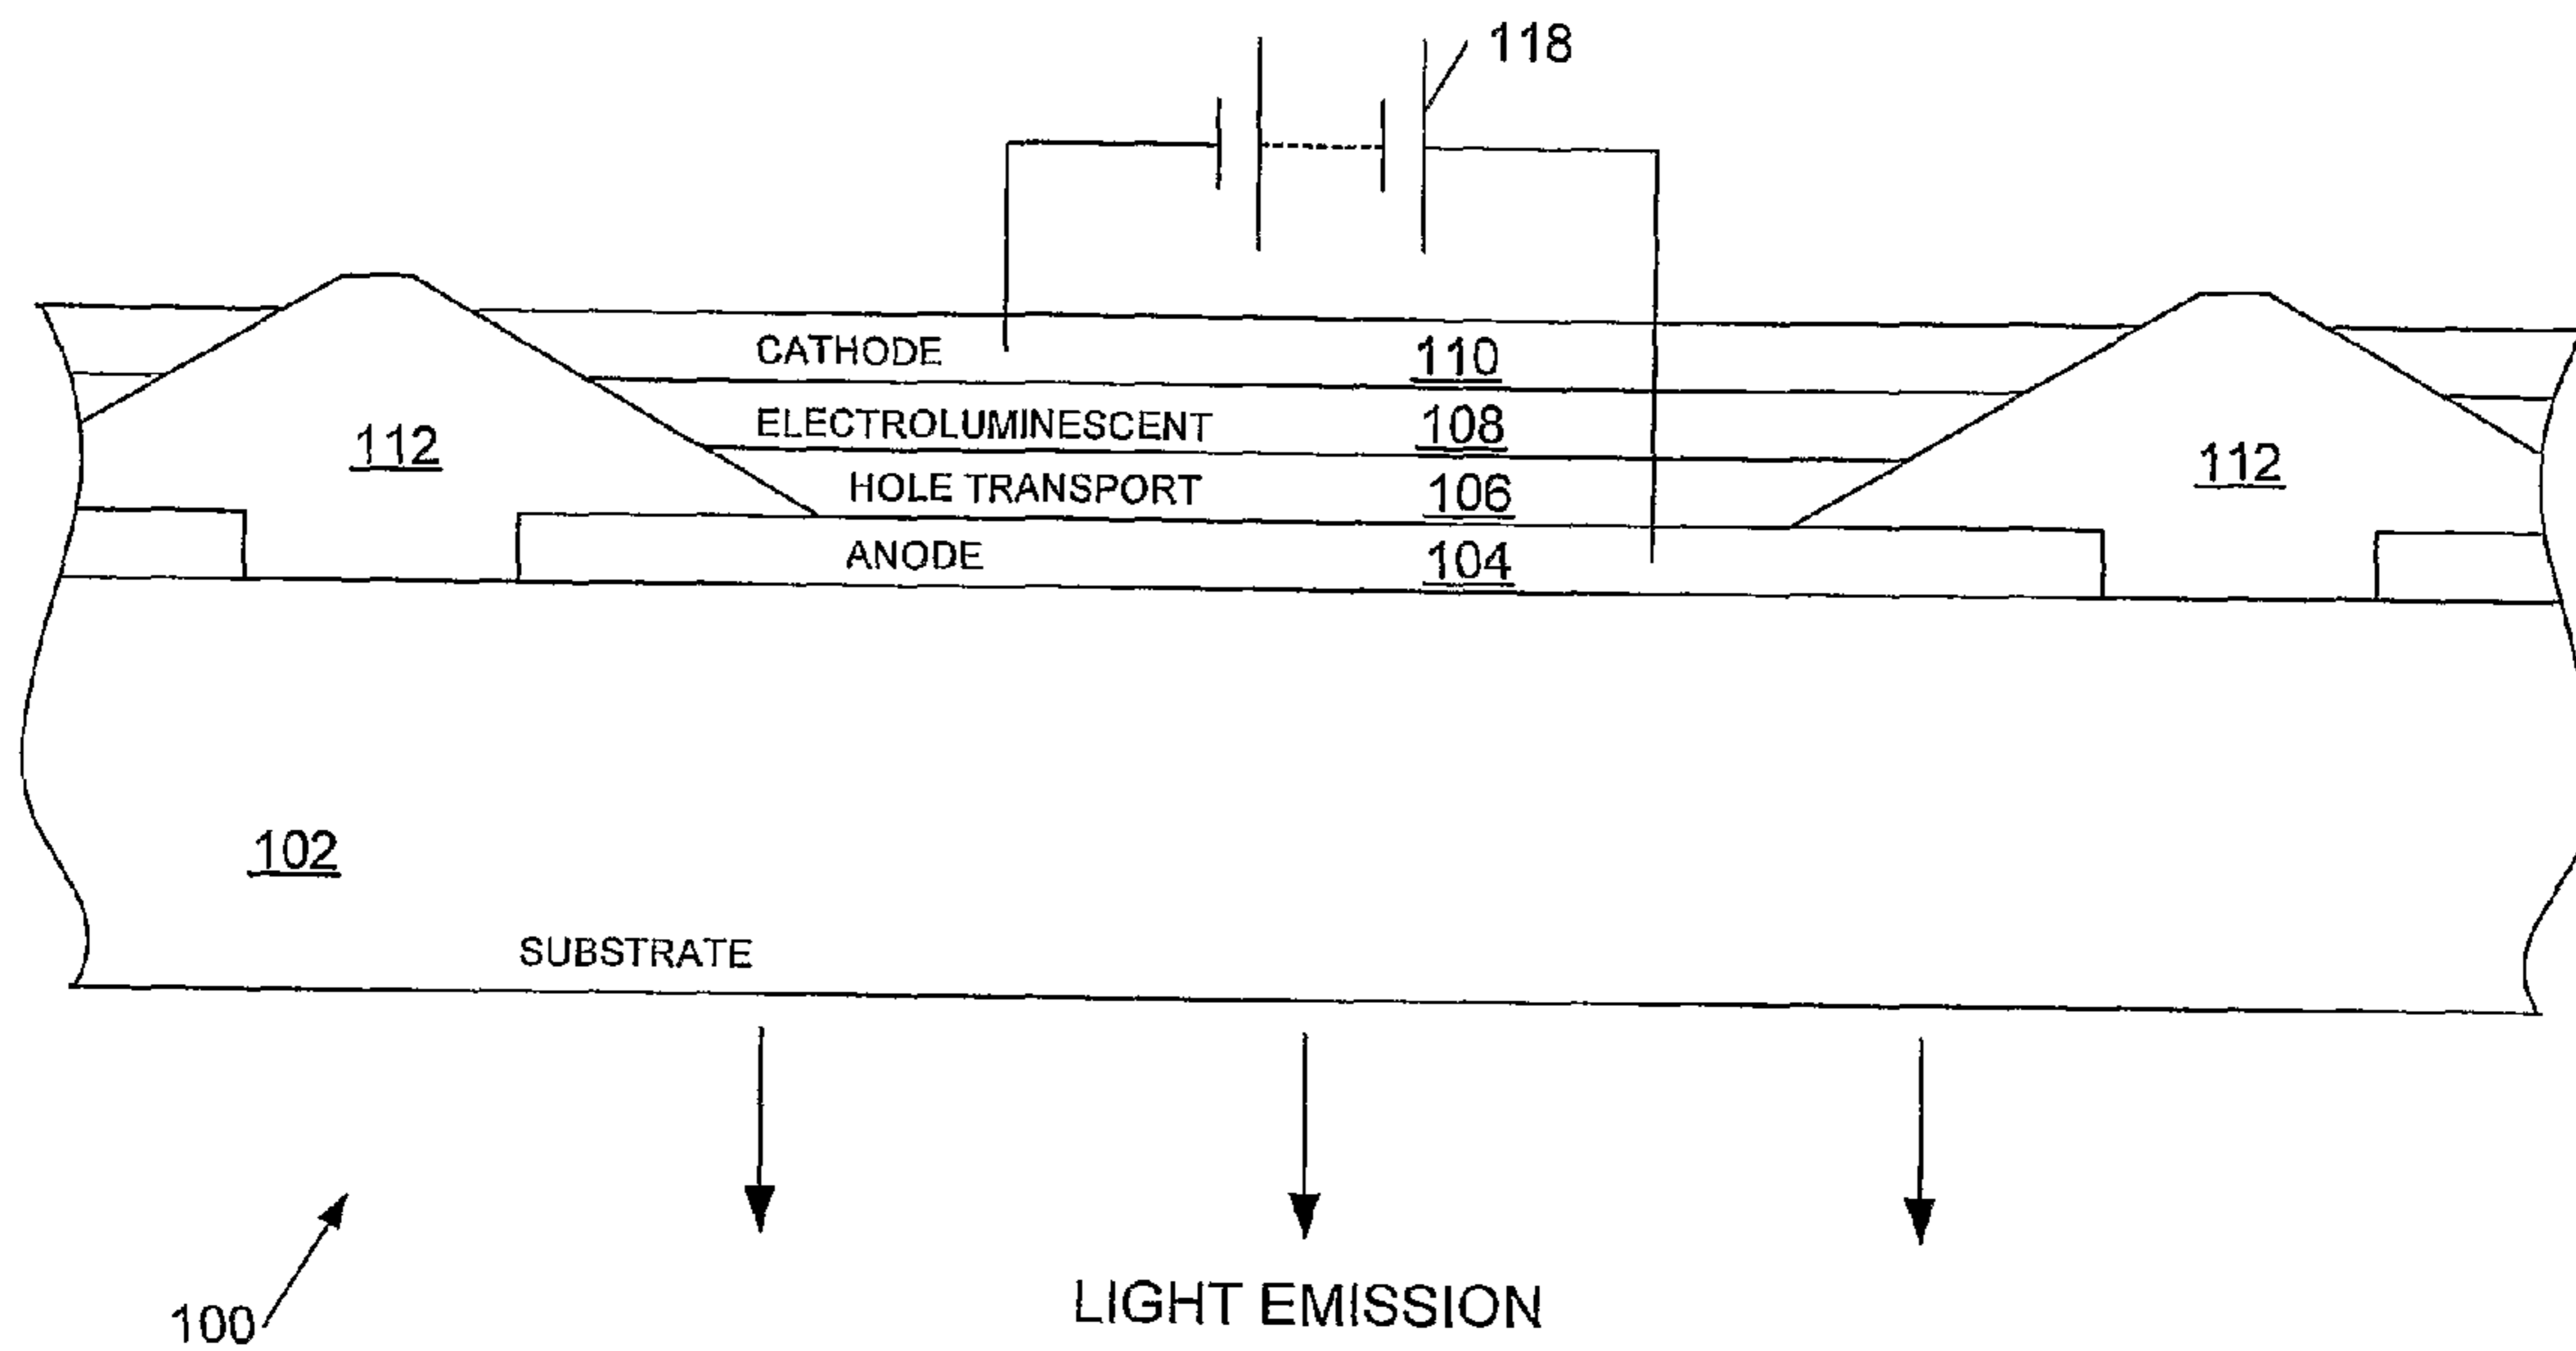 118
CATHODE 110
ELECTROLUMINESCENT 108
112
112
HOLE TRANSPORT 106
ANODE 104
102
SUBSTRATE
LIGHT EMISSION
100